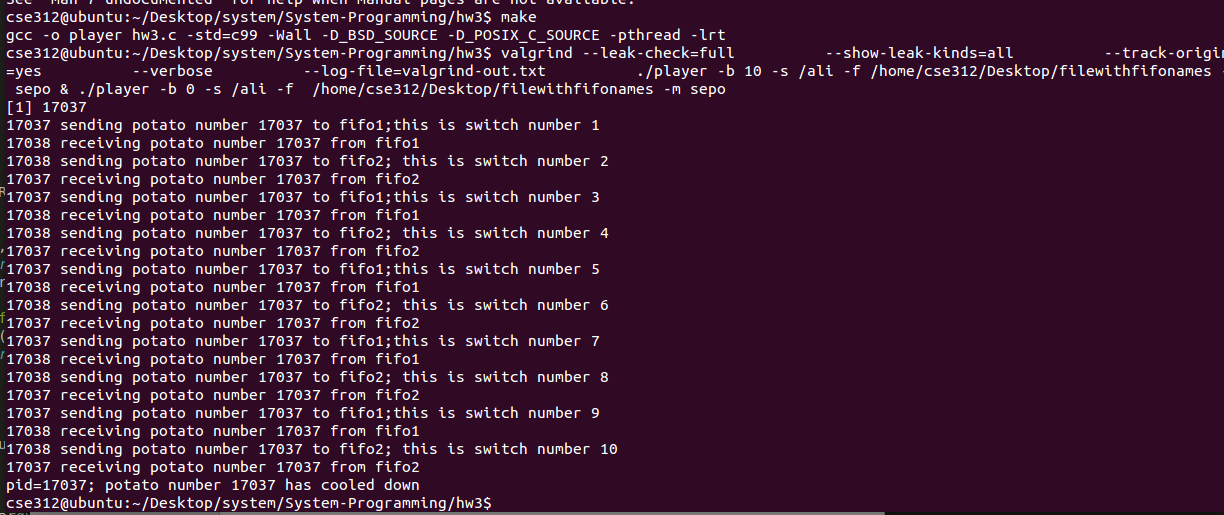 See "Man 7 undocumented" for help when manual pages are not available.
cse312@ubuntu:~/Desktop/system/System-Programming/hw3$ make
gcc -o player hw3.c -std=c99 -Wall -D_BSD_SOURCE -D_POSIX_C_SOURCE -pthread -lrt
cse312@ubuntu:~/Desktop/system/System-Programming/hw3$ valgrind --leak-check=full          --show-leak-kinds=all          --track-origin
=yes          --verbose          --log-file=valgrind-out.txt          ./player -b 10 -s /ali -f /home/cse312/Desktop/filewithfifonames
 sepo & ./player -b 0 -s /ali -f  /home/cse312/Desktop/filewithfifonames -m sepo
[1] 17037
17037 sending potato number 17037 to fifo1;this is switch number 1
17038 receiving potato number 17037 from fifo1
17038 sending potato number 17037 to fifo2; this is switch number 2
17037 receiving potato number 17037 from fifo2
17037 sending potato number 17037 to fifo1;this is switch number 3
17038 receiving potato number 17037 from fifo1
17038 sending potato number 17037 to fifo2; this is switch number 4
17037 receiving potato number 17037 from fifo2
17037 sending potato number 17037 to fifo1;this is switch number 5
17038 receiving potato number 17037 from fifo1
17038 sending potato number 17037 to fifo2; this is switch number 6
17037 receiving potato number 17037 from fifo2
17037 sending potato number 17037 to fifo1;this is switch number 7
17038 receiving potato number 17037 from fifo1
17038 sending potato number 17037 to fifo2; this is switch number 8
17037 receiving potato number 17037 from fifo2
17037 sending potato number 17037 to fifo1;this is switch number 9
17038 receiving potato number 17037 from fifo1
17038 sending potato number 17037 to fifo2; this is switch number 10
17037 receiving potato number 17037 from fifo2
pid=17037; potato number 17037 has cooled down
cse312@ubuntu:~/Desktop/system/System-Programming/hw3$